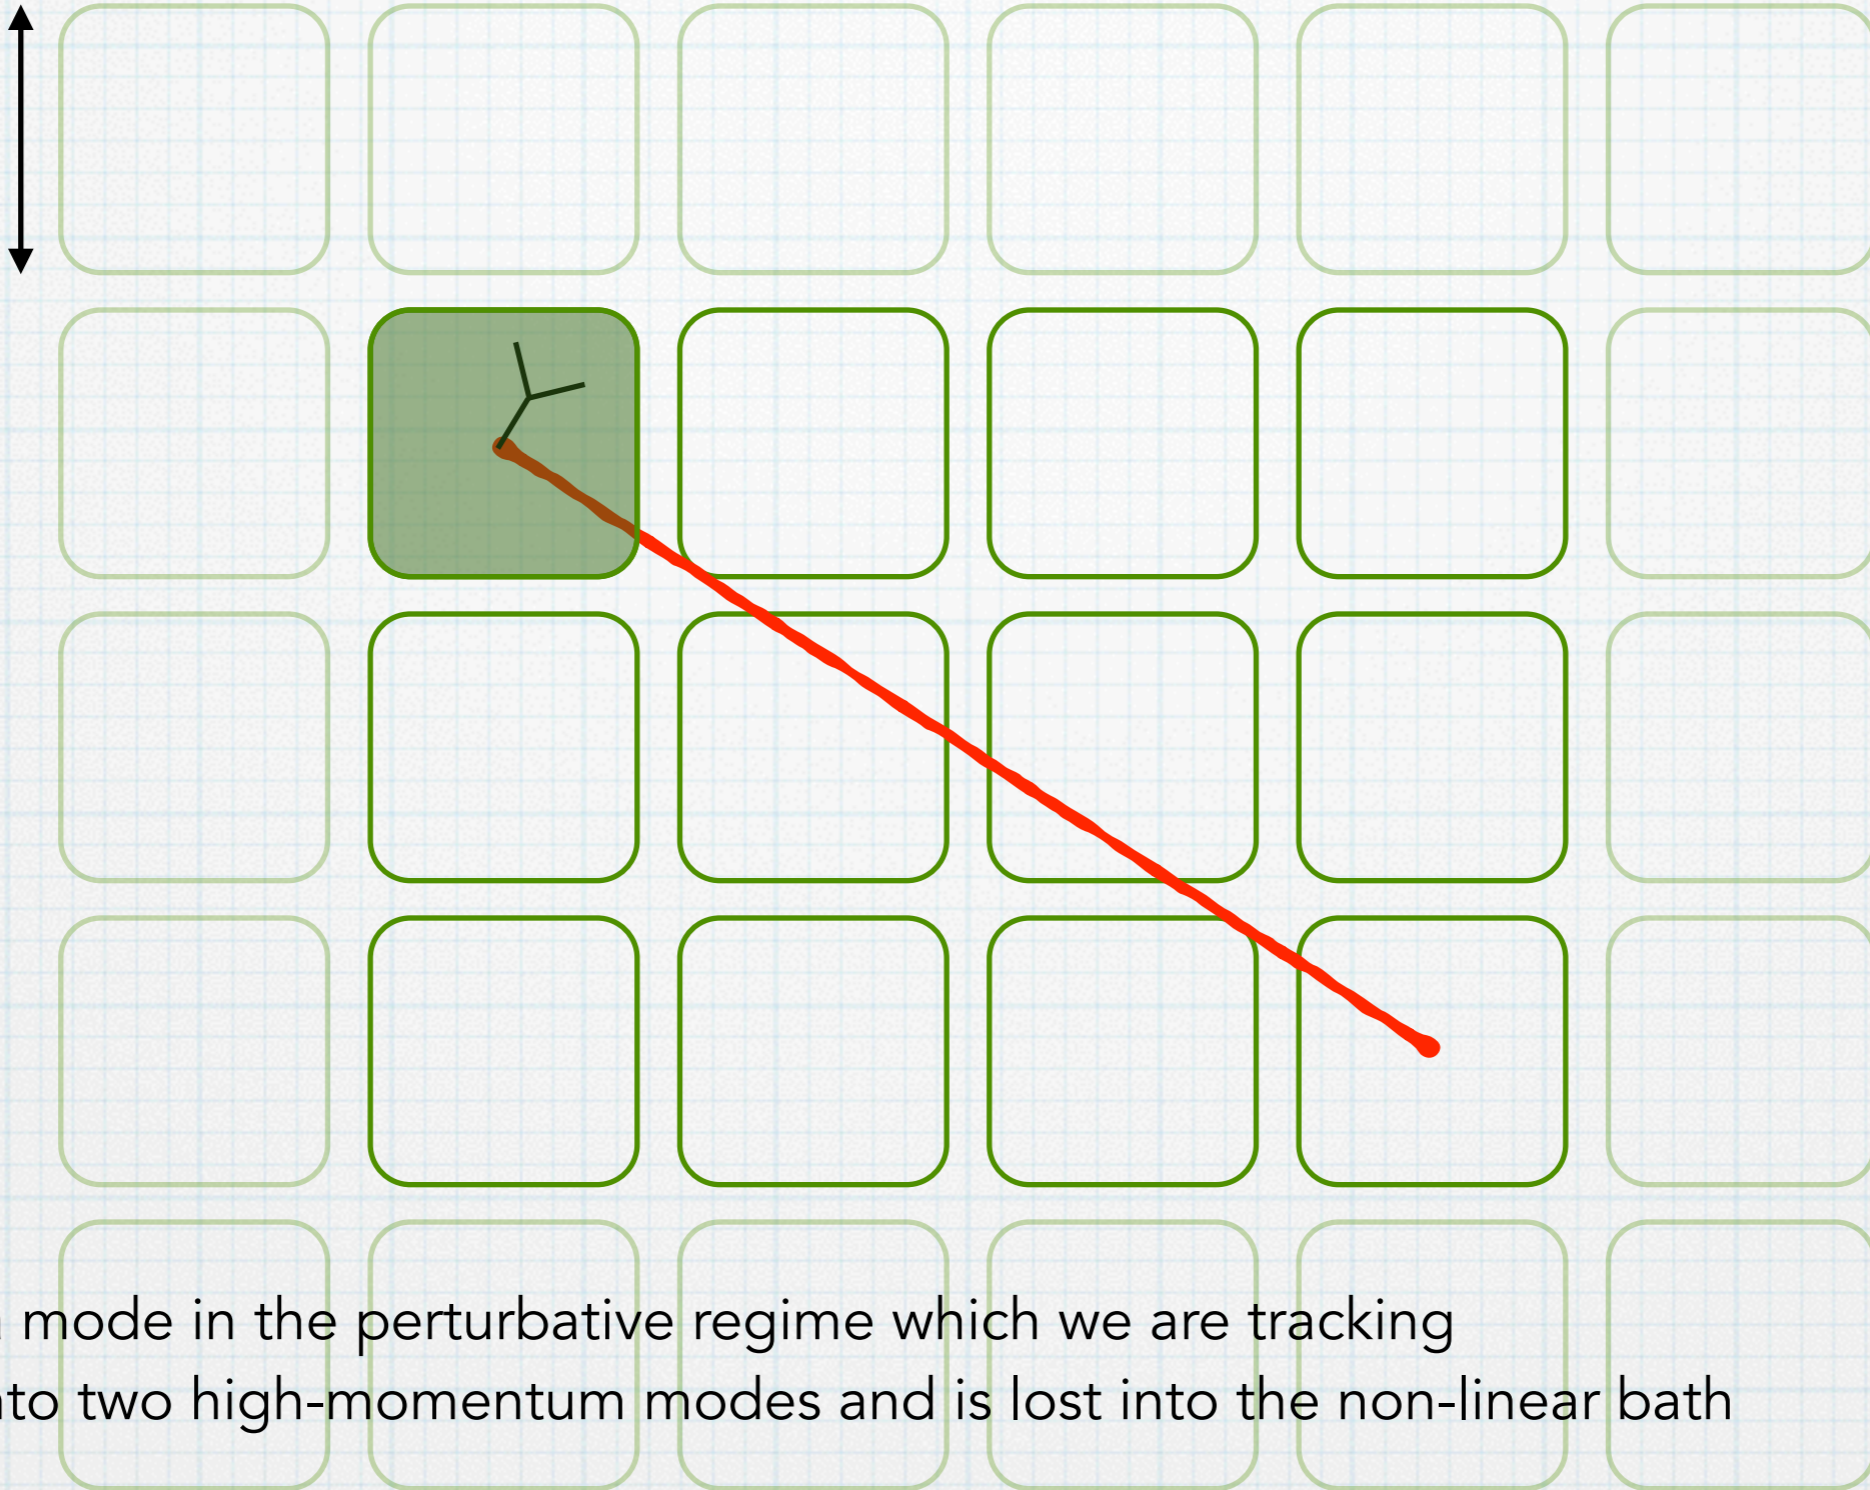 mode in the perturbative regime which we are tracking
two high-momentum modes and is lost into the non-linear bath